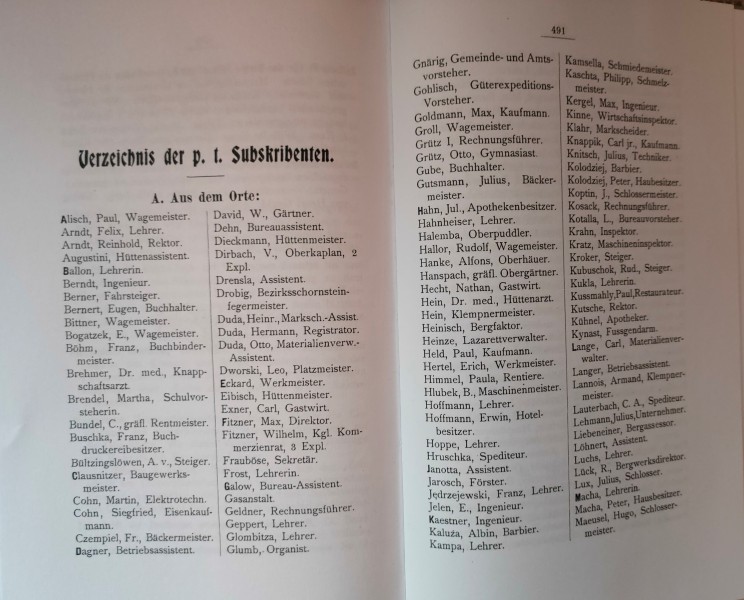 Verzeichnis der p. t. Subskribenten.
A. Aus dem Orte:
Alisch, Paul, Wagemeister.
Arndt, Felix, Lehrer.
Arndt, Reinhold, Rektor.
Augustini, Hüttenassistent.
Ballon, Lehrerin.
Berndt, Ingenieur.
Berner, Fahrsteiger.
Bernert, Eugen, Buchhalter.
Bittner, Wagemeister.
Bogatzek, E., Wagemeister.
Böhm, Franz, Buchbinder-
meister.
Brehmer, Dr. med., Knapp-
schaftsarzt.
Brendel, Martha, Schulvor-
steherin.
Bundel, C., gräfl. Rentmeister.
Buschka, Franz, Buch-
druckereibesitzer.
Bültzingslöwen, A. v., Steiger.
Clausnitzer, Baugewerks-
meister.
Cohn, Martin, Elektrotechn.
Cohn, Siegfried, Eisenkauf-
mann.
Czempiel, Fr., Bäckermeister.
Dagner, Betriebsassistent.
David, W., Gärtner.
Dehn, Bureauassistent.
Dieckmann, Hüttenmeister.
Dirbach, V., Oberkaplan, 2
Expl.
Drensla, Assistent.
Drobig, Bezirksschornstein-
fegermeister.
Duda, Heinr., Marksch.-Assist.
Duda, Hermann, Registrator.
Duda, Otto, Materialienverw.-
Assistent.
Dworski, Leo, Platzmeister.
Eckard, Werkmeister.
Eibisch, Hüttenmeister.
Exner, Carl, Gastwirt.
Fitzner, Max, Direktor.
Fitzner, Wilhelm, Kgl. Kom-
merzienrat, 3 Expl.
Frauböse, Sekretär.
Frost, Lehrerin.
Galow, Bureau-Assistent.
Gasanstalt.
Geldner, Rechnungsführer.
Geppert, Lehrer.
Glombitza, Lehrer.
Glumb, Organist.
491
Gnärig, Gemeinde- und Amts-
vorsteher.
Gohlisch, Güterexpeditions-
Vorsteher.
Goldmann, Max, Kaufmann.
Groll, Wagemeister.
Grütz I, Rechnungsführer.
Grütz, Otto, Gymnasiast.
Gube, Buchhalter.
Gutsmann, Julius, Bäcker-
meister.
Hahn, Jul., Apothekenbesitzer.
Hahnheiser, Lehrer.
Halemba, Oberpuddler.
Hallor, Rudolf, Wagemeister.
Hanke, Alfons, Oberhäuer.
Hanspach, gräfl. Obergärtner.
Hecht, Nathan, Gastwirt.
Hein, Dr. med., Hüttenarzt.
Hein, Klempnermeister.
Heinisch, Bergfaktor.
Heinze, Lazarettverwalter.
Held, Paul, Kaufmann.
Hertel, Erich, Werkmeister.
Himmel, Paula, Rentiere.
Hlubek, B., Maschinenmeister.
Hoffmann, Lehrer.
Hoffmann, Erwin, Hotel-
besitzer.
Hoppe, Lehrer.
Hruschka, Spediteur.
Janotta, Assistent.
Jarosch, Förster.
Jędrzejewski, Franz, Lehrer.
Jelen, E., Ingenieur.
Kaestner, Ingenieur.
Kaluża, Albin, Barbier.
Kampa, Lehrer.
Kamsella, Schmiedemeister.
Kaschta, Philipp, Schmelz-
meister.
Kergel, Max, Ingenieur.
Kinne, Wirtschaftsinspektor.
Klahr, Markscheider.
Knappik, Carl jr., Kaufmann.
Knitsch, Julius, Techniker.
Kolodziej, Barbier.
Kolodziej, Peter, Hausbesitzer.
Koptin, J., Schlossermeister.
Kosack, Rechnungsführer.
Kotalla, L., Bureauvorsteher.
Krahn, Inspektor.
Kratz, Maschineninspektor.
Kroker, Steiger.
Kubuschok, Rud., Steiger.
Kukla, Lehrerin.
Kussmahly, Paul, Restaurateur.
Kutsche, Rektor.
Kühnel, Apotheker.
Kynast, Fussgendarm.
Lange, Carl, Materialienver-
walter.
Langer, Betriebsassistent.
Lannois, Armand, Klempner-
meister.
Lauterbach, C. A., Spediteur.
Lehmann, Julius, Unternehmer.
Liebeneiner, Bergassessor.
Löhnert, Assistent.
Luchs, Lehrer.
Lück, R., Bergwerksdirektor.
Lux, Julius, Schlosser.
Macha, Lehrerin.
Macha, Peter, Hausbesitzer.
Maeusel, Hugo, Schlosser-
meister.